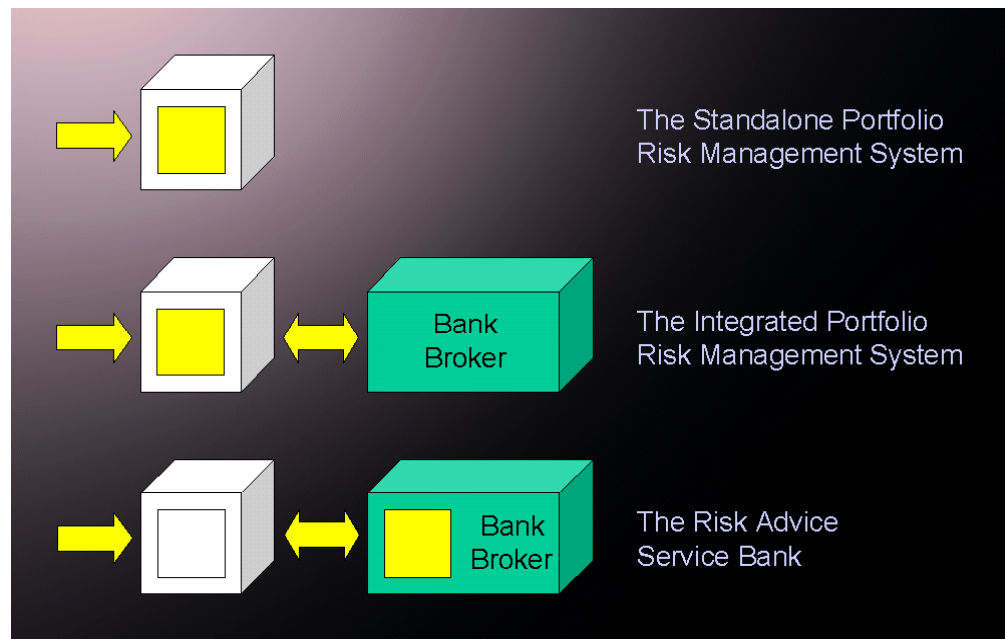 The Standalone Portfolio
Risk Management System
Bank
Broker
The Integrated Portfolio
Risk Management System
Bank
Broker
The Risk Advice
Service Bank